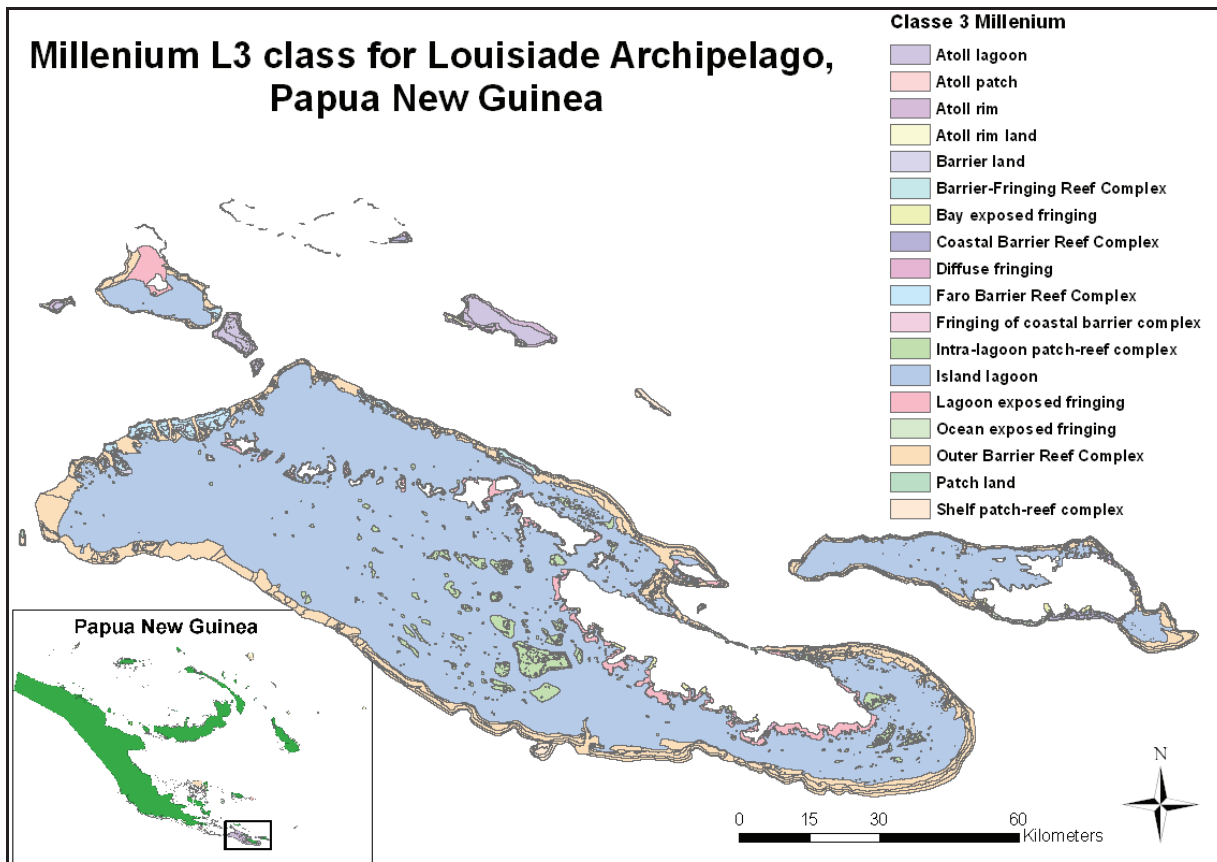 Millenium L3 class for Louisiade Archipelago,
Papua New Guinea
Classe 3 Millenium
Atoll lagoon
Atoll patch
Atoll rim
Atoll rim land
Barrier land
Barrier-Fringing Reef Complex
Bay exposed fringing
Coastal Barrier Reef Complex
Diffuse fringing
Faro Barrier Reef Complex
Fringing of coastal barrier complex
Intra-lagoon patch-reef complex
Island lagoon
Lagoon exposed fringing
Ocean exposed fringing
Outer Barrier Reef Complex
Patch land
Shelf patch-reef complex
Papua New Guinea
N
0 15 30 60
Kilometers